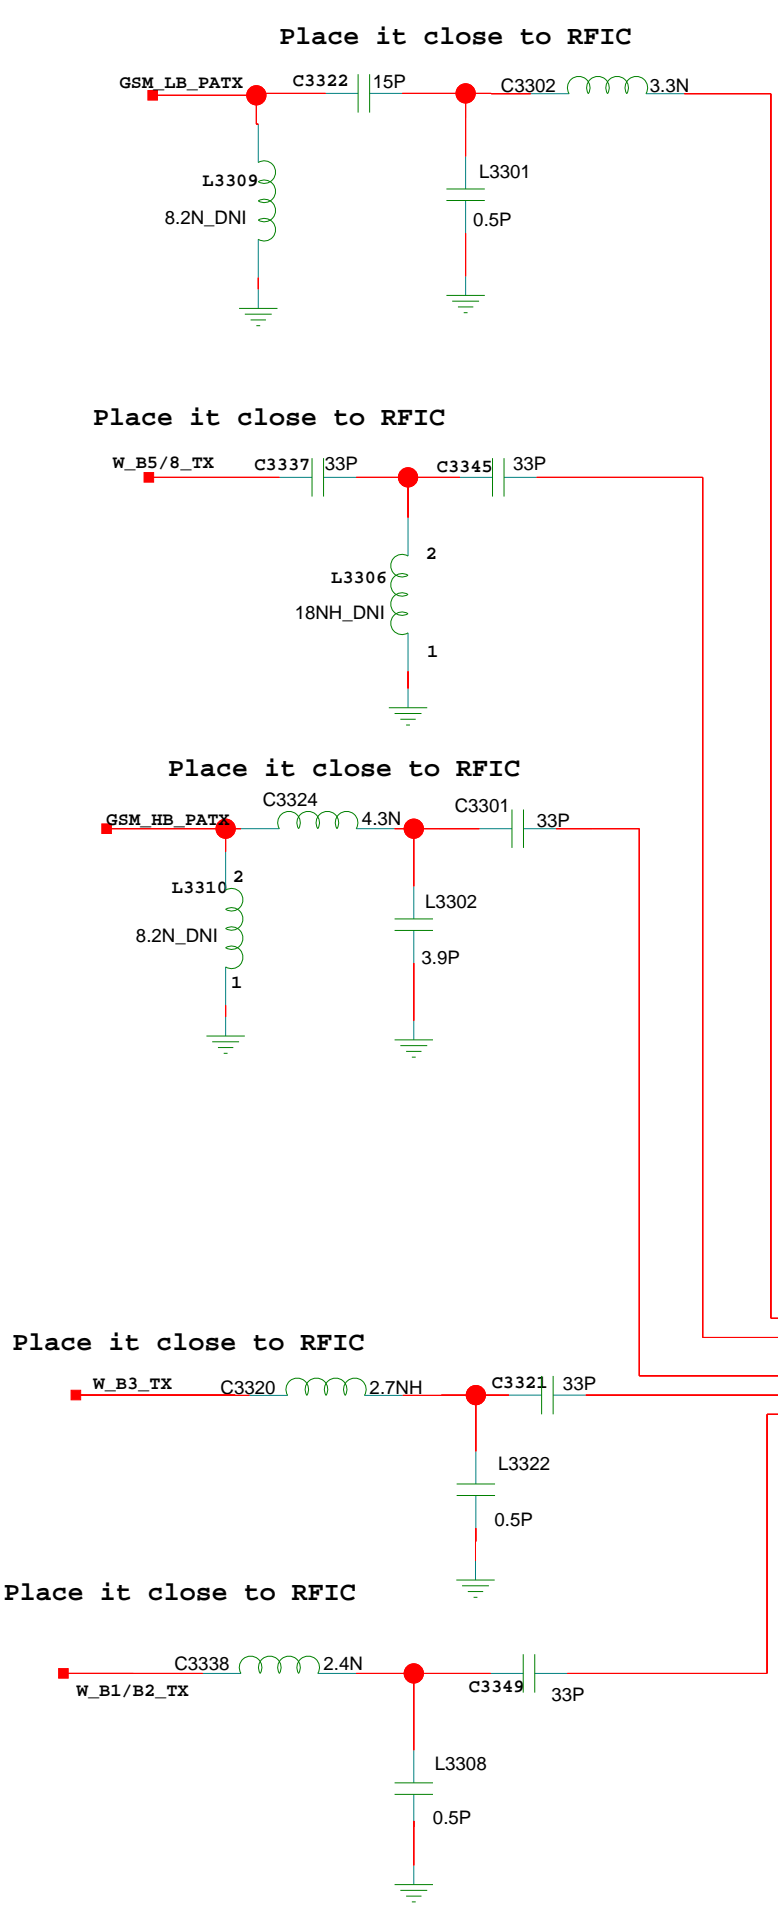 Place it close to RFIC
GSM_LB_PATX
C3322
15P
C3302
3.3N
L3309
8.2N_DNI
L3301
0.5P
Place it close to RFIC
W_B5/8_TX
C3337
33P
C3345
33P
2
L3306
18NH_DNI
1
Place it close to RFIC
C3324
GSM_HB_PATX
4.3N
C3301
33P
2
L3310
8.2N_DNI
1
L3302
3.9P
Place it close to RFIC
W_B3_TX
C3320
2.7NH
C3321
33P
L3322
0.5P
Place it close to RFIC
C3338
2.4N
W_B1/B2_TX
C3349
33P
L3308
0.5P